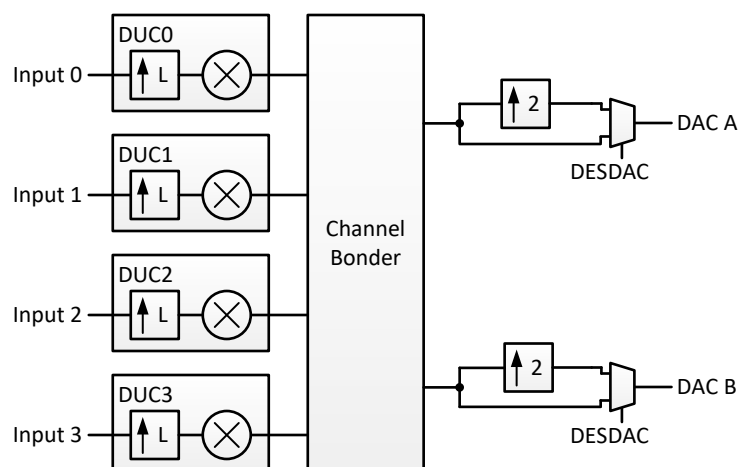 DUC0
Input 0
L
DUC1
Input 1
L
DUC2
Input 2
L
DUC3
Input 3
L
Channel
Bonder
2
DAC A
DESDAC
2
DAC B
DESDAC